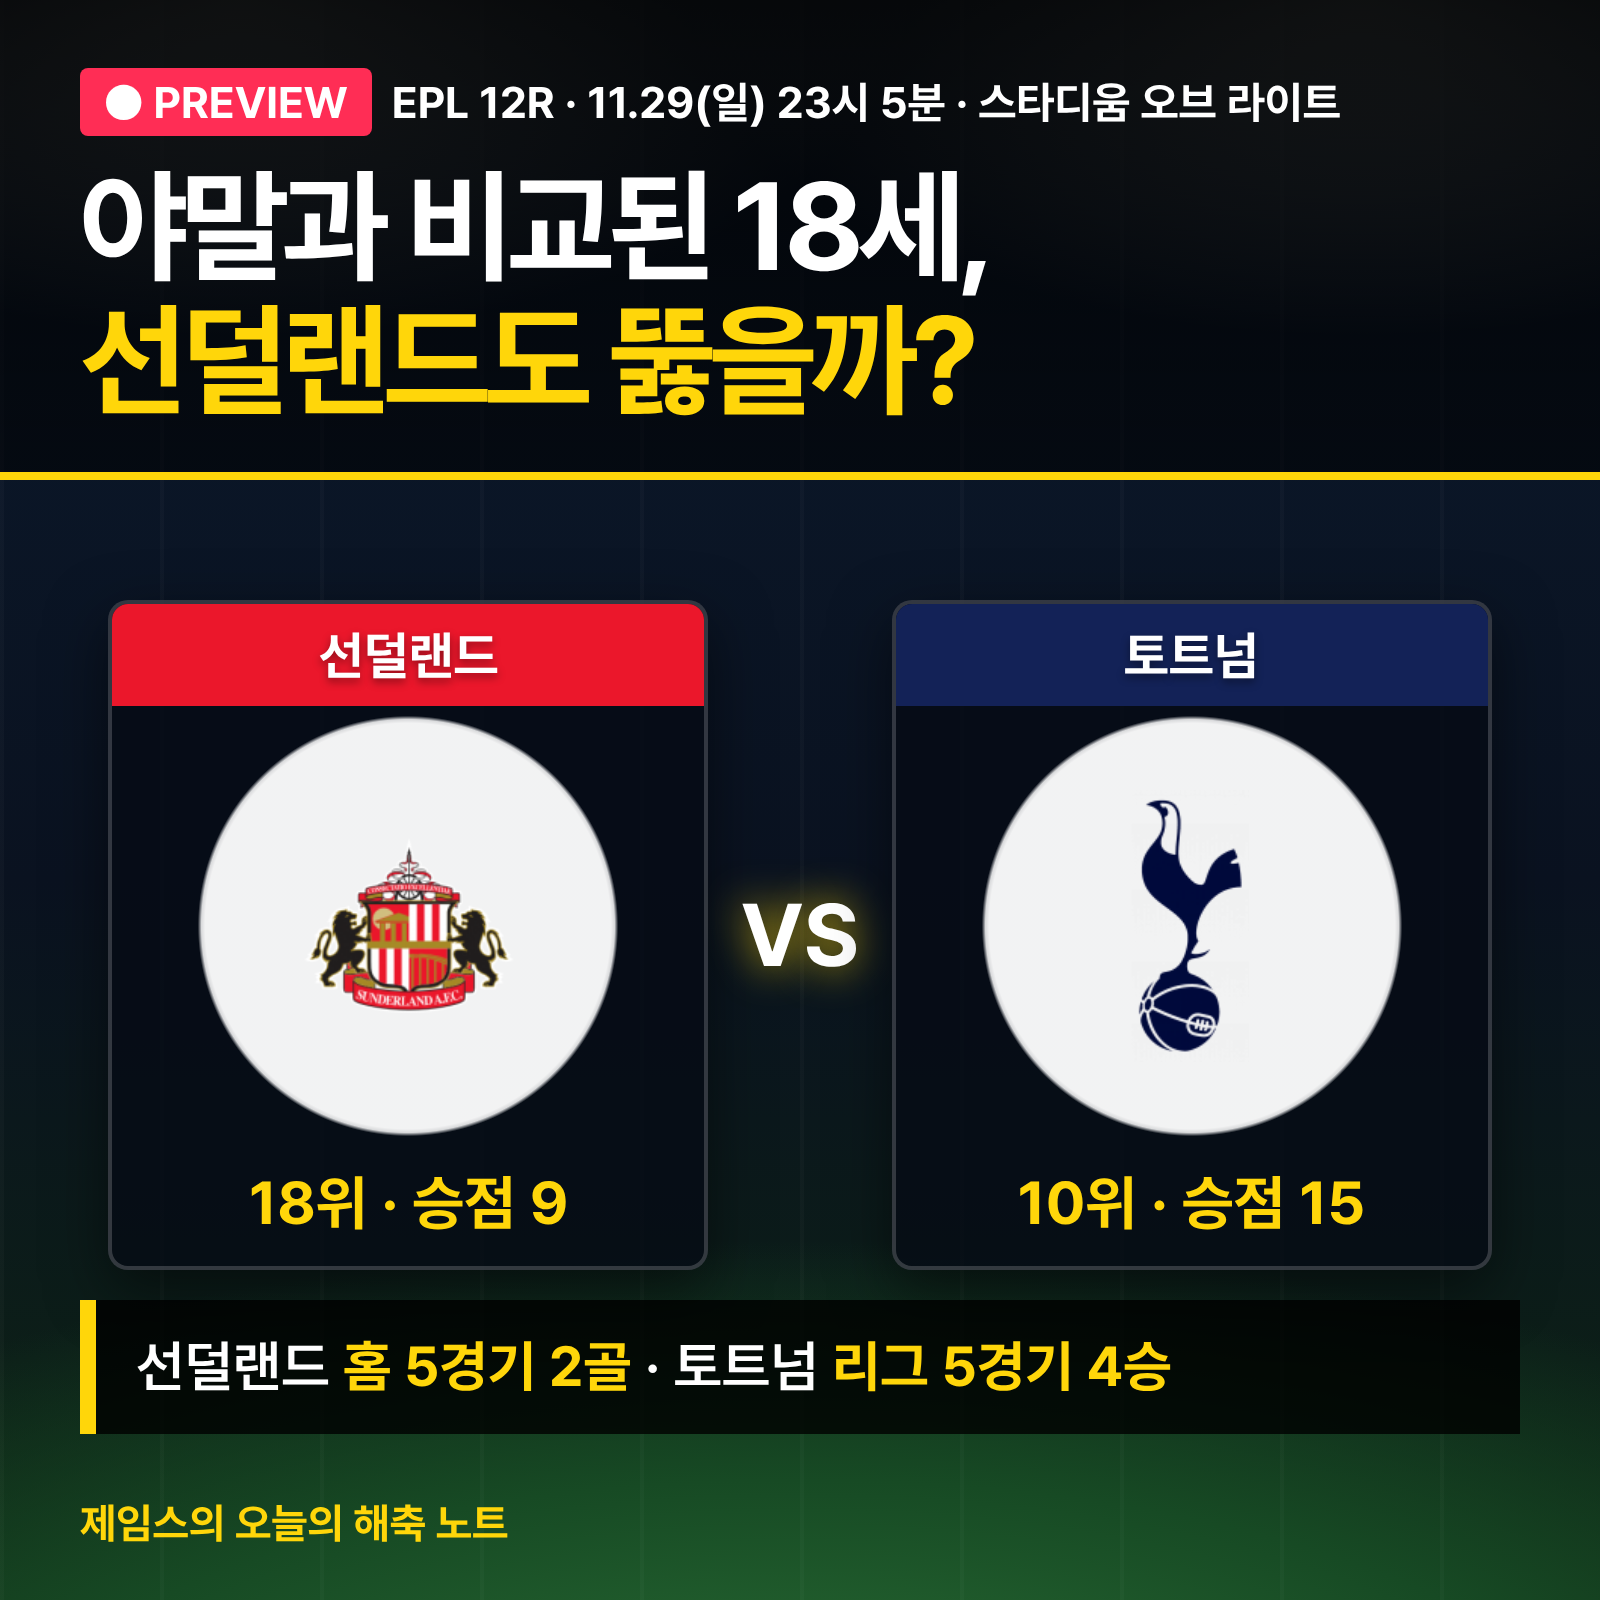 PREVIEW EPL 12R · 11.29(일) 23시 5분 · 스타디움 오브 라이트
야말과 비교된 18세,
선덜랜드도 뚫을까?
선덜랜드
토트넘
CONSECTATIO EXCELLENTIAE
SUNDERLAND A.F.C.
VS
18위 · 승점 9
10위 · 승점 15
선덜랜드 홈 5경기 2골 · 토트넘 리그 5경기 4승
제임스의 오늘의 해축 노트